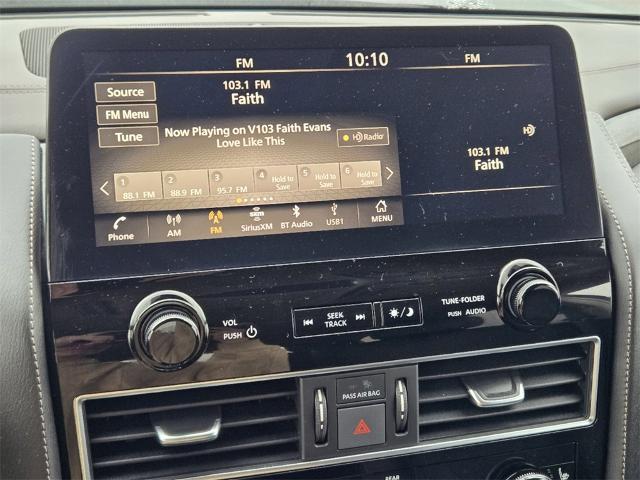 FM
10:10
FM
Source
103.1 FM
Faith
FM Menu
Tune
Now Playing on V103 Faith Evans
Love Like This
HD Radio
103.1 FM
Faith
1
88.1 FM
2
88.9 FM
3
95.7 FM
4
Hold to
Save
5
Hold to
Save
6
Hold to
Save
Phone
AM
FM
SXM
SiriusXM
BT Audio
USB1
MENU
VOL
PUSH
SEEK
TRACK
TUNE-FOLDER
PUSH AUDIO
PASS AIR BAG
REAR